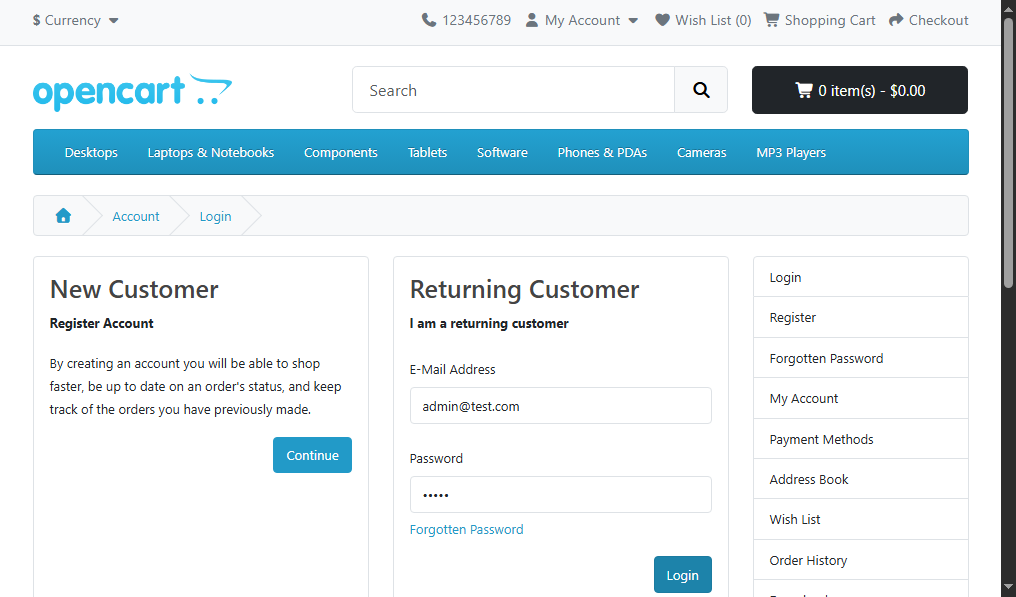 $ Currency
123456789 My Account Wish List (0) Shopping Cart Checkout
opencart
Search
0 item(s) - $0.00
Desktops Laptops & Notebooks Components Tablets Software Phones & PDAs Cameras MP3 Players
Account Login
New Customer
Register Account
By creating an account you will be able to shop
faster, be up to date on an order's status, and keep
track of the orders you have previously made.
Continue
Returning Customer
I am a returning customer
E-Mail Address
admin@test.com
Password
•••••
Forgotten Password
Login
Login
Register
Forgotten Password
My Account
Payment Methods
Address Book
Wish List
Order History